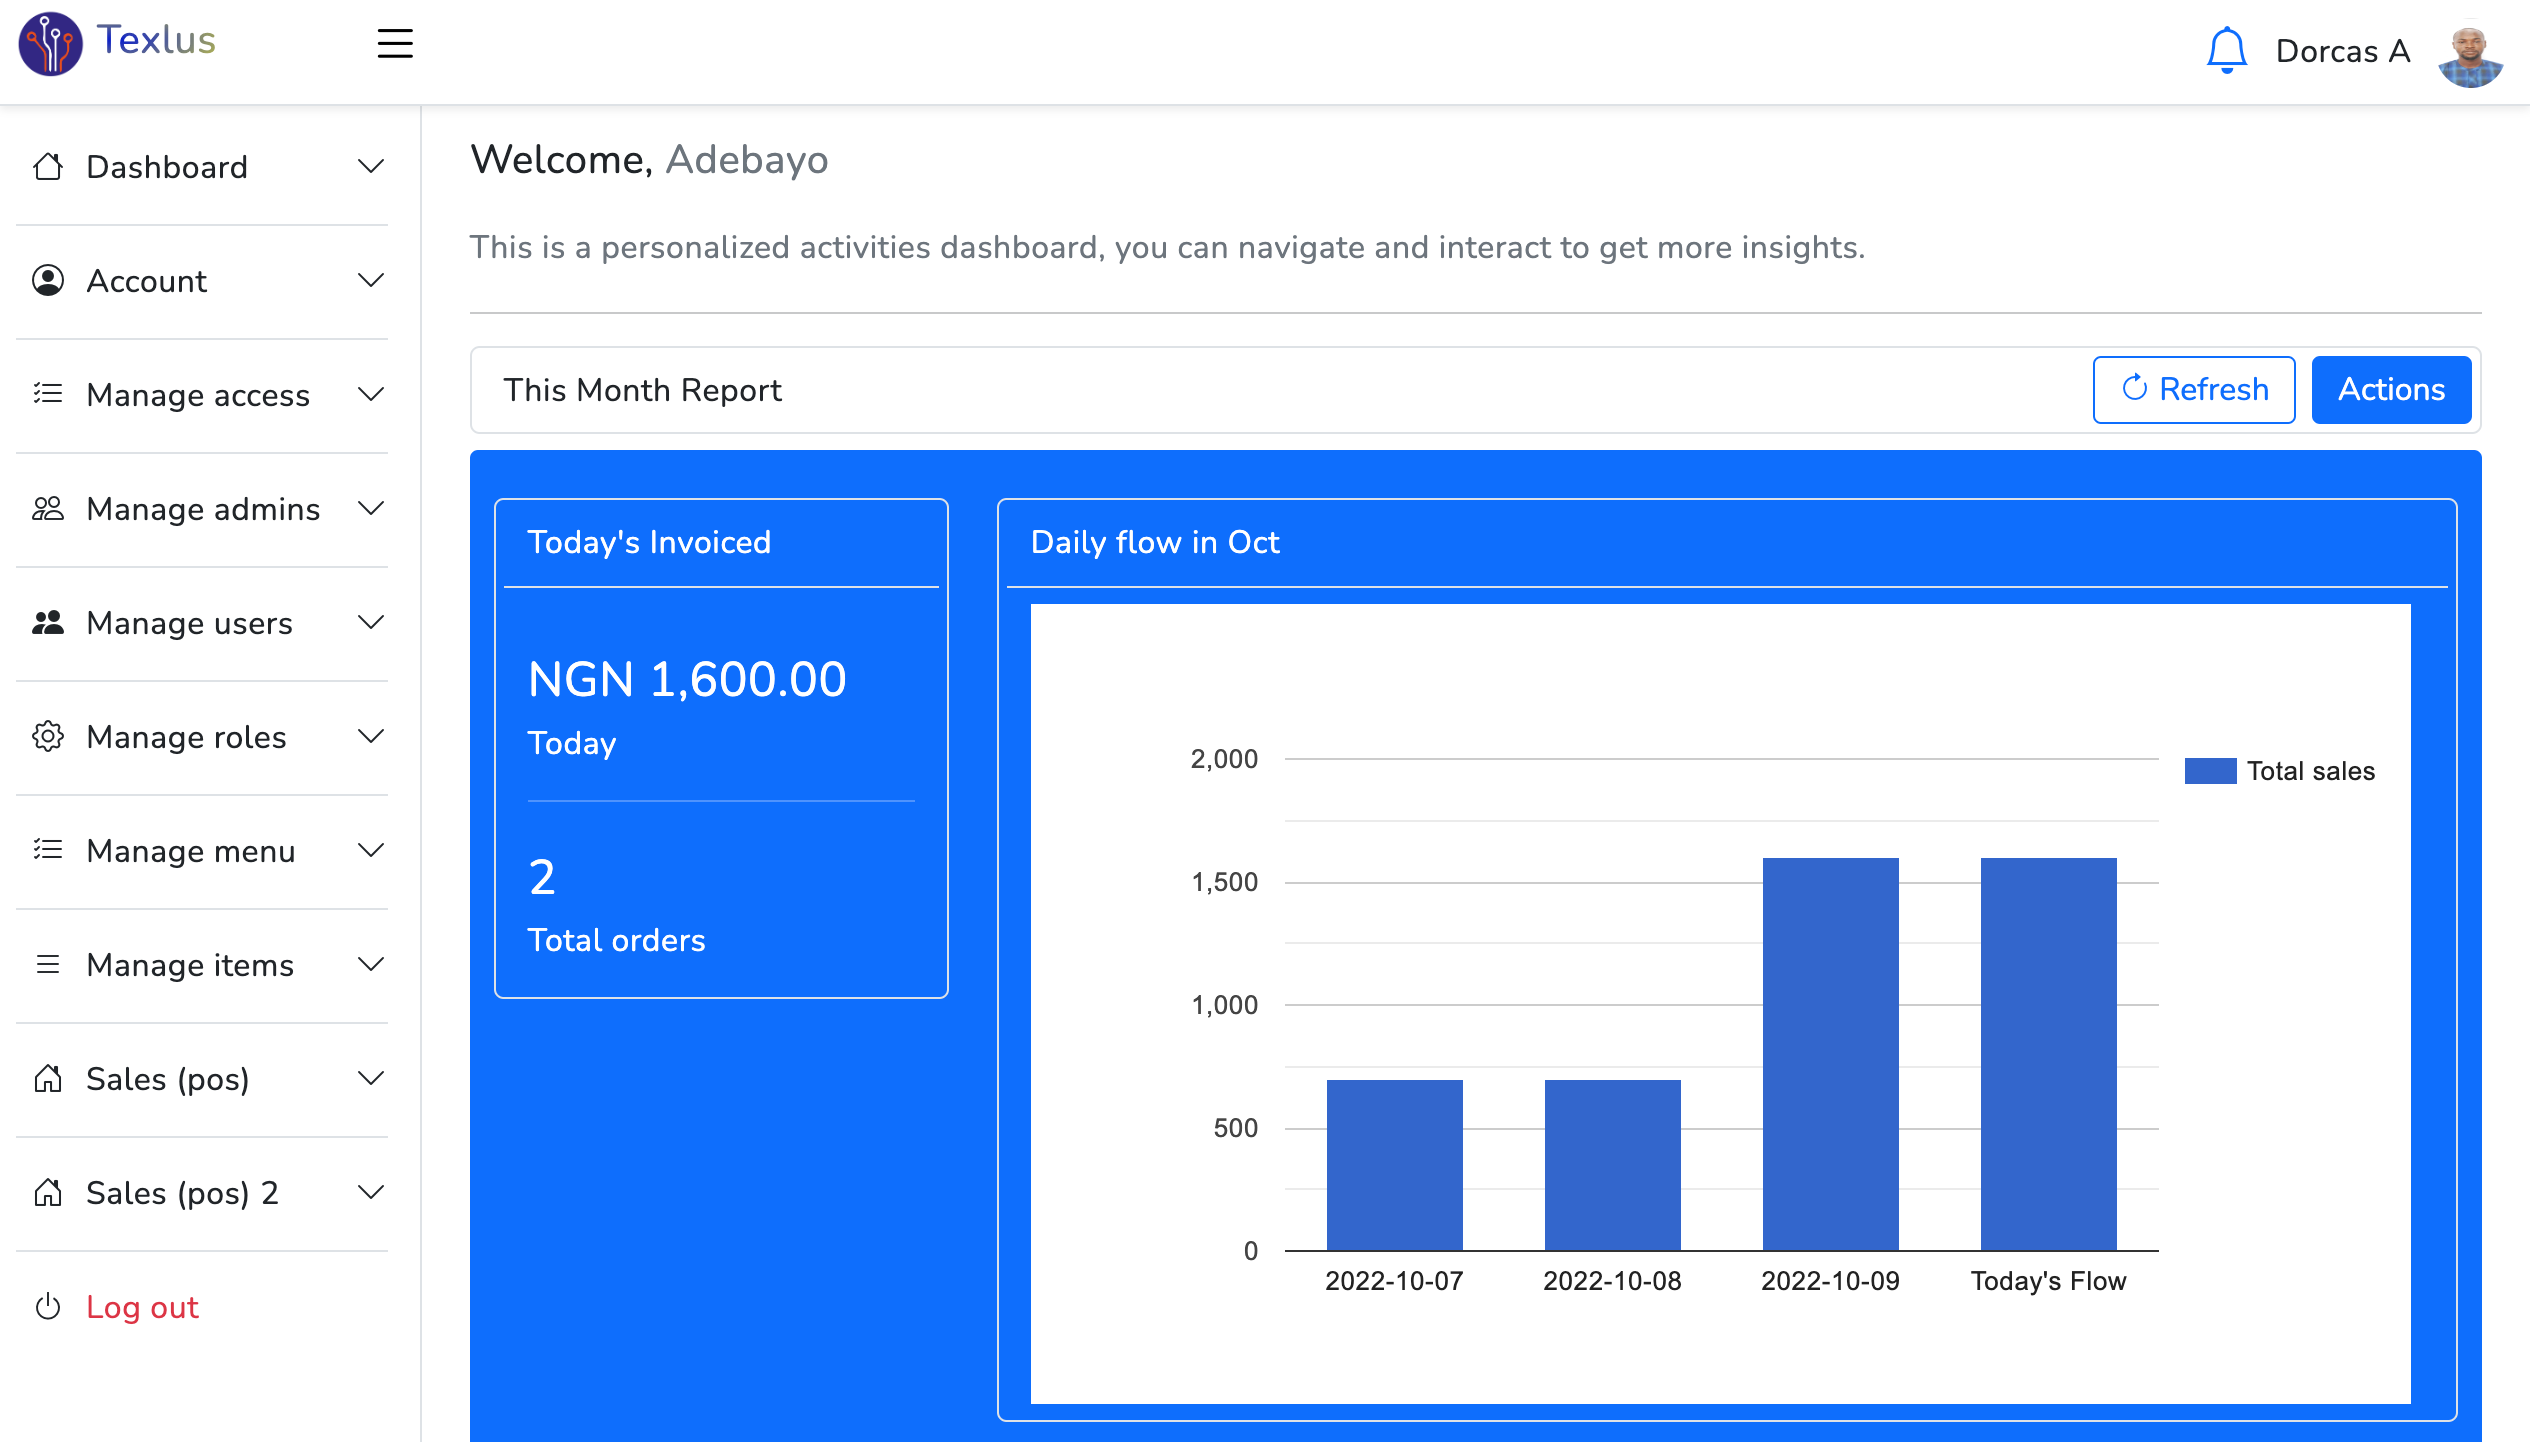 Texlus
Dorcas A
Dashboard
Account
Manage access
Manage admins
Manage users
Manage roles
Manage menu
Manage items
Sales (pos)
Sales (pos) 2
Log out
Welcome, Adebayo
This is a personalized activities dashboard, you can navigate and interact to get more insights.
This Month Report
Refresh
Actions
Today's Invoiced
NGN 1,600.00
Today
2
Total orders
Daily flow in Oct
2,000
1,500
1,000
500
0
Total sales
2022-10-07
2022-10-08
2022-10-09
Today's Flow